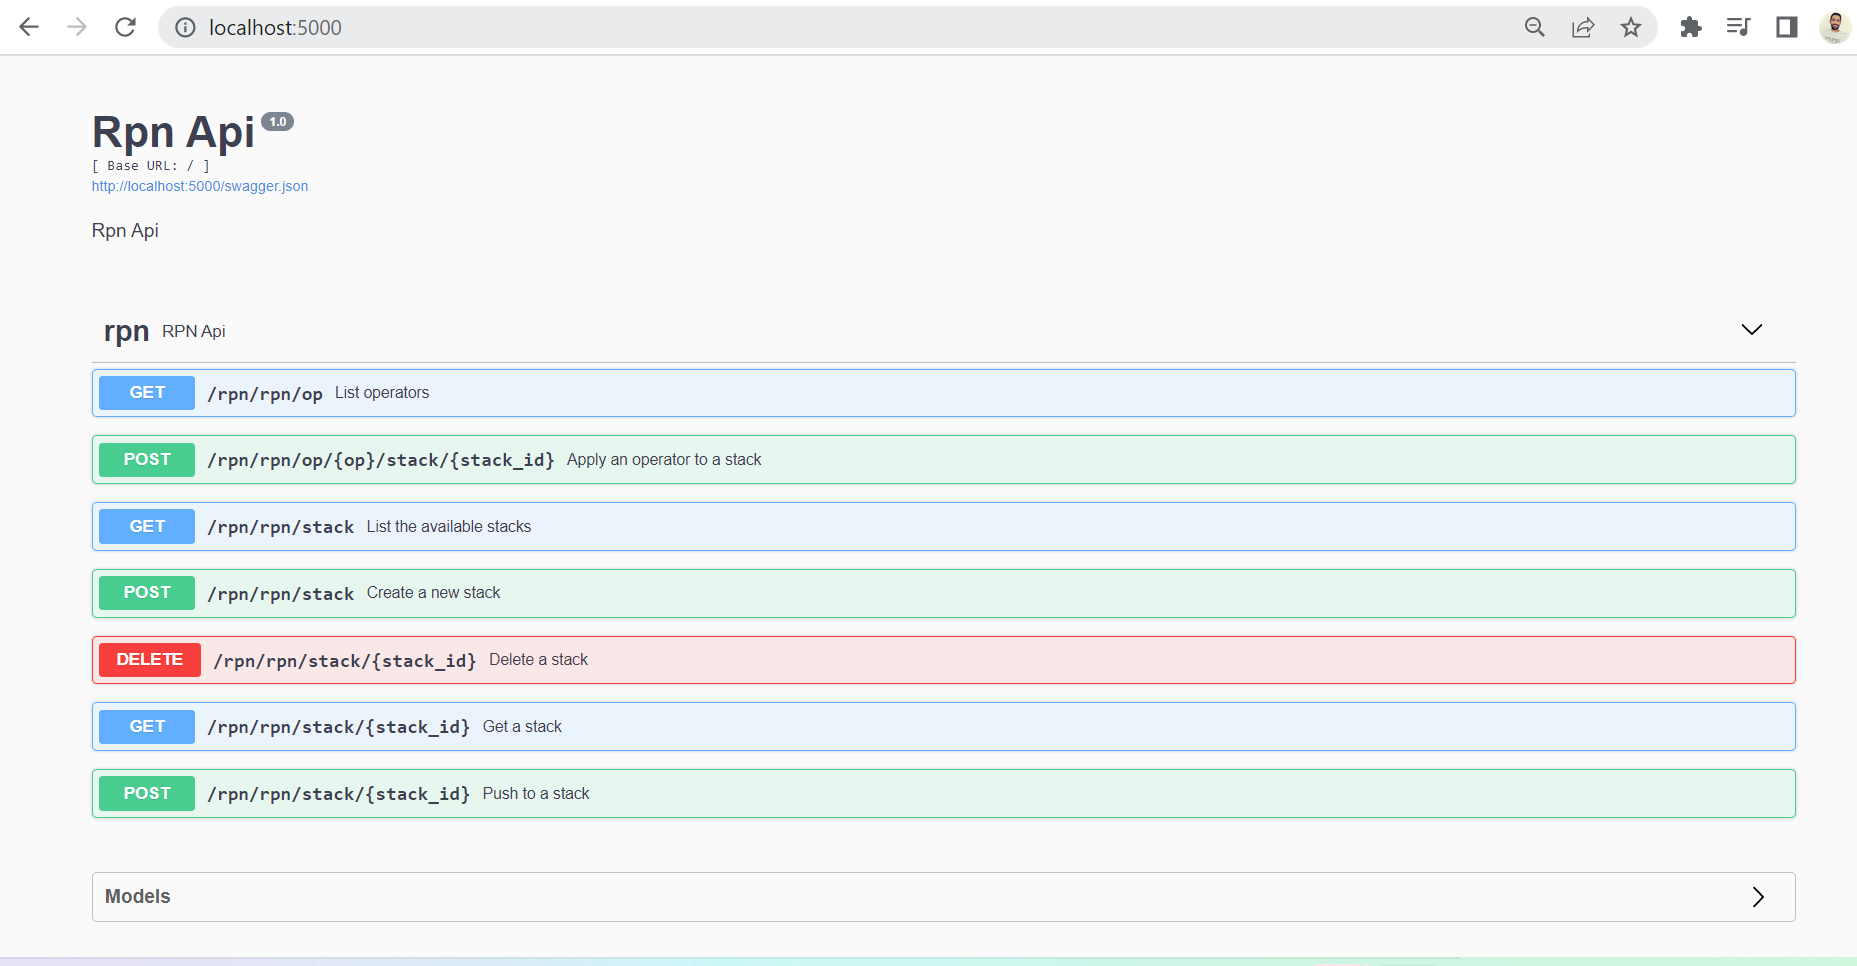 localhost:5000
Rpn Api 1.0
[ Base URL: / ]
http://localhost:5000/swagger.json
Rpn Api
rpn RPN Api
GET /rpn/rpn/op List operators
POST /rpn/rpn/op/{op}/stack/{stack_id} Apply an operator to a stack
GET /rpn/rpn/stack List the available stacks
POST /rpn/rpn/stack Create a new stack
DELETE /rpn/rpn/stack/{stack_id} Delete a stack
GET /rpn/rpn/stack/{stack_id} Get a stack
POST /rpn/rpn/stack/{stack_id} Push to a stack
Models